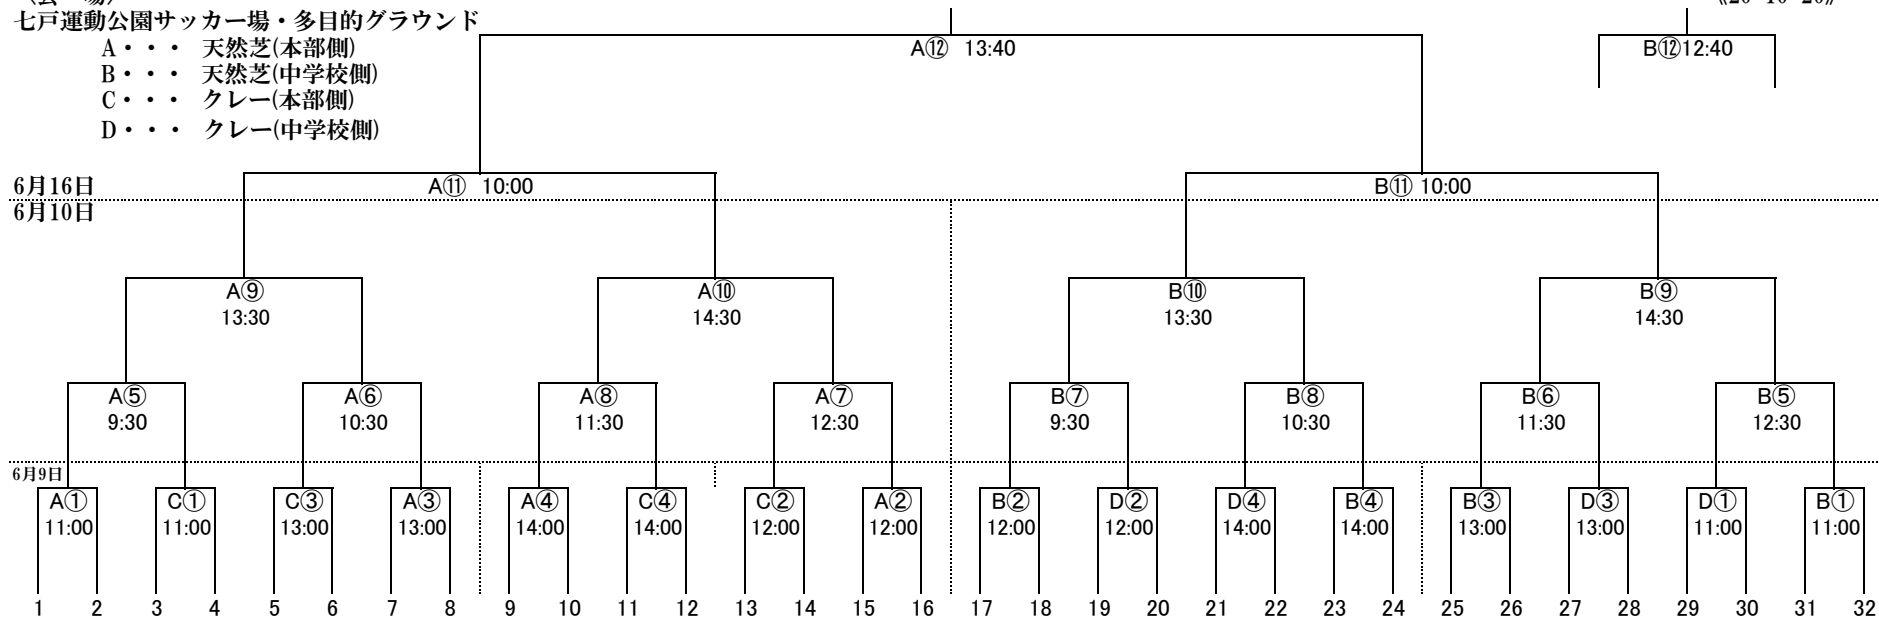 七戸運動公園サッカー場・多目的グラウンド
A・・・ 天然芝(本部側)
B・・・ 天然芝(中学校側)
C・・・ クレー(本部側)
D・・・ クレー(中学校側)
A⑫ 13:40
B⑫12:40
6月16日
A⑪ 10:00
B⑪ 10:00
6月10日
A⑨ A⑩ B⑩ B⑨
13:30 14:30 13:30 14:30
A⑤ A⑥ A⑧ A⑦ B⑦ B⑧ B⑥ B⑤
9:30 10:30 11:30 12:30 9:30 10:30 11:30 12:30
6月9日
A① C① C③ A③ A④ C④ C② A② B② D② D④ B④ B③ D③ D① B①
11:00 11:00 13:00 13:00 14:00 14:00 12:00 12:00 12:00 12:00 14:00 14:00 13:00 13:00 11:00 11:00
1 2 3 4 5 6 7 8 9 10 11 12 13 14 15 16 17 18 19 20 21 22 23 24 25 26 27 28 29 30 31 32